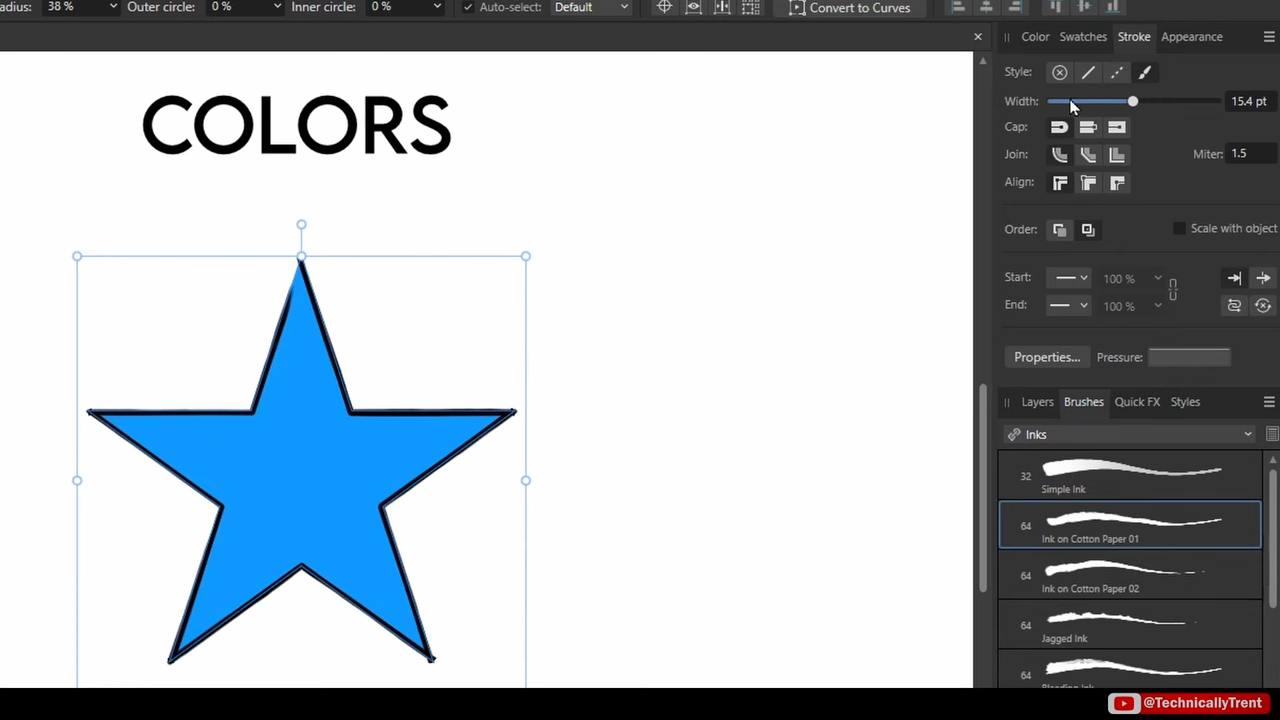 adius: 38 % Outer circle: 0 % Inner circle: 0 % Auto-select: Default Convert to Curves
Color Swatches Stroke Appearance
Style:
Width: 15.4 pt
Cap:
Join: Miter: 1.5
Align:
Order: Scale with object
Start: 100 %
End: 100 %
Properties... Pressure:
Layers Brushes Quick FX Styles
Inks
32
Simple Ink
64
Ink on Cotton Paper 01
64
Ink on Cotton Paper 02
64
Jagged Ink
64
Bleeding Ink
COLORS
@TechnicallyTrent